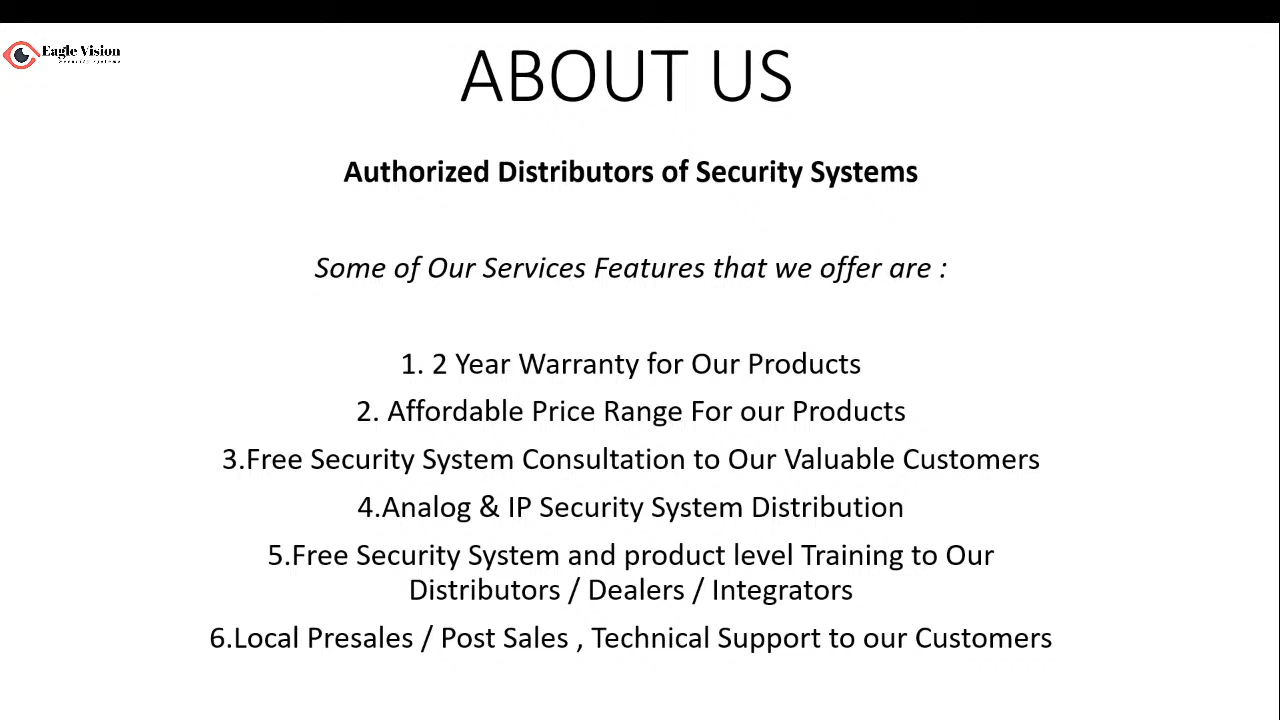 Eagle Vision
Security Systems
ABOUT US
Authorized Distributors of Security Systems
Some of Our Services Features that we offer are :
1. 2 Year Warranty for Our Products
2. Affordable Price Range For our Products
3.Free Security System Consultation to Our Valuable Customers
4.Analog & IP Security System Distribution
5.Free Security System and product level Training to Our
Distributors / Dealers / Integrators
6.Local Presales / Post Sales , Technical Support to our Customers